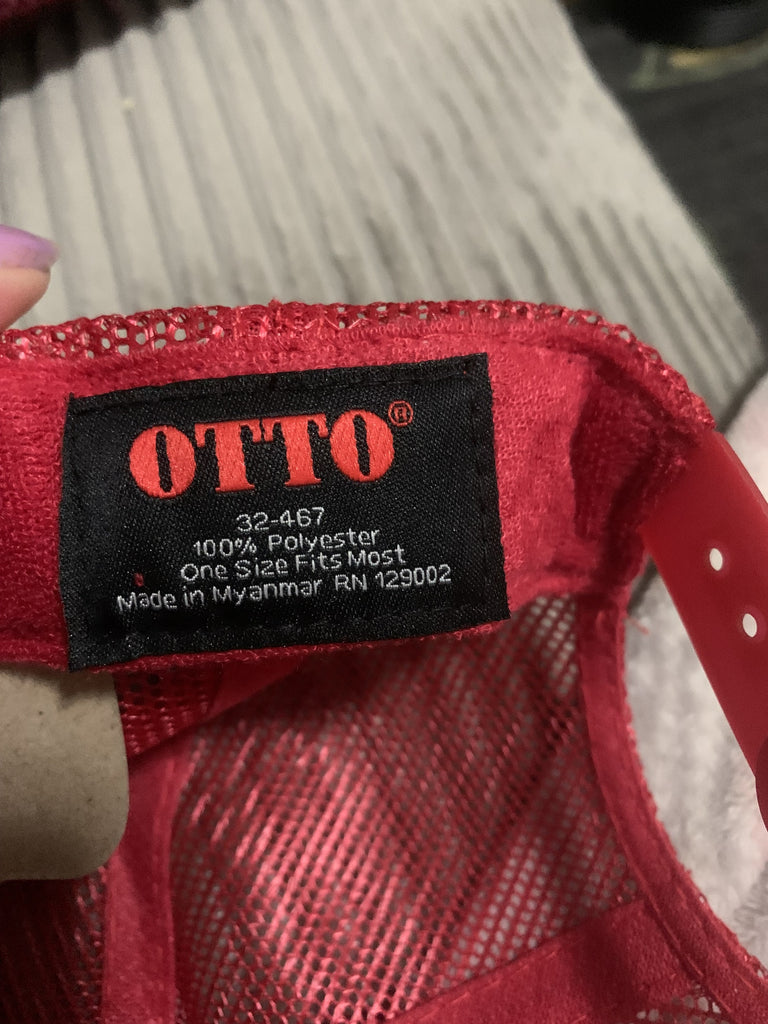 OTTO®
32-467
100% Polyester
One Size Fits Most
Made in Myanmar RN 129002